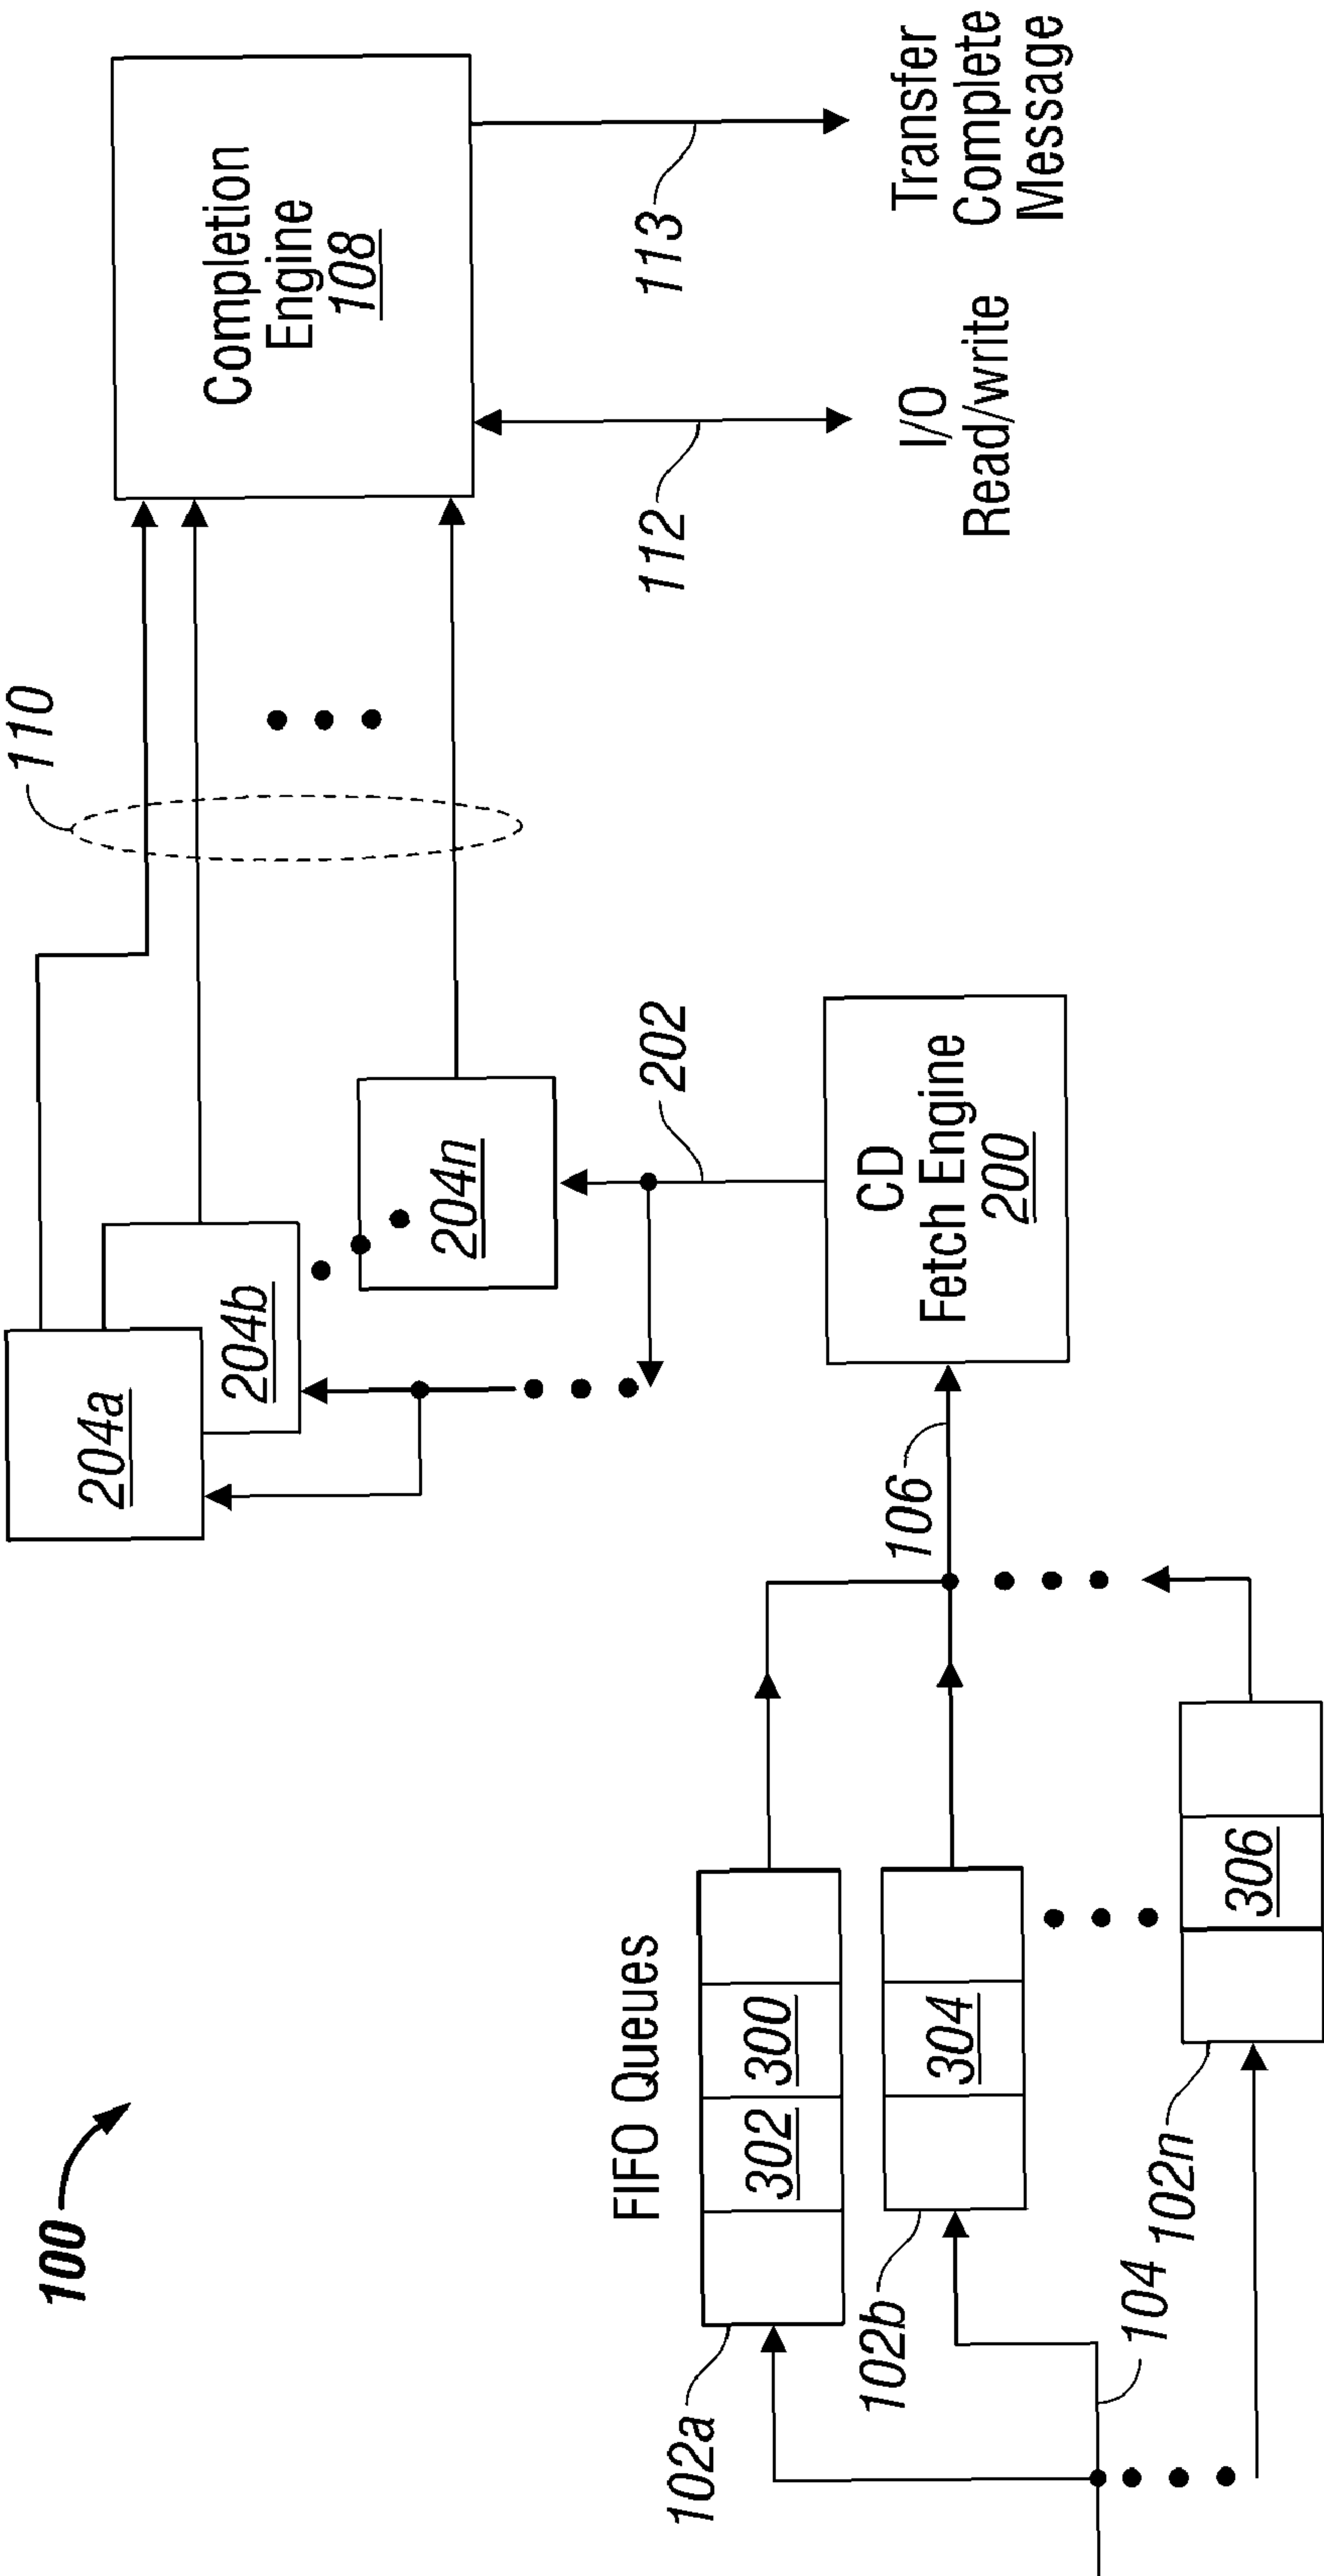 100
110
Completion
Engine
108
204a
204b
204n
202
113
112
Transfer
Complete
Message
I/O
Read/write
CD
Fetch Engine
200
106
FIFO Queues
302
300
304
306
102a
102b
104
102n